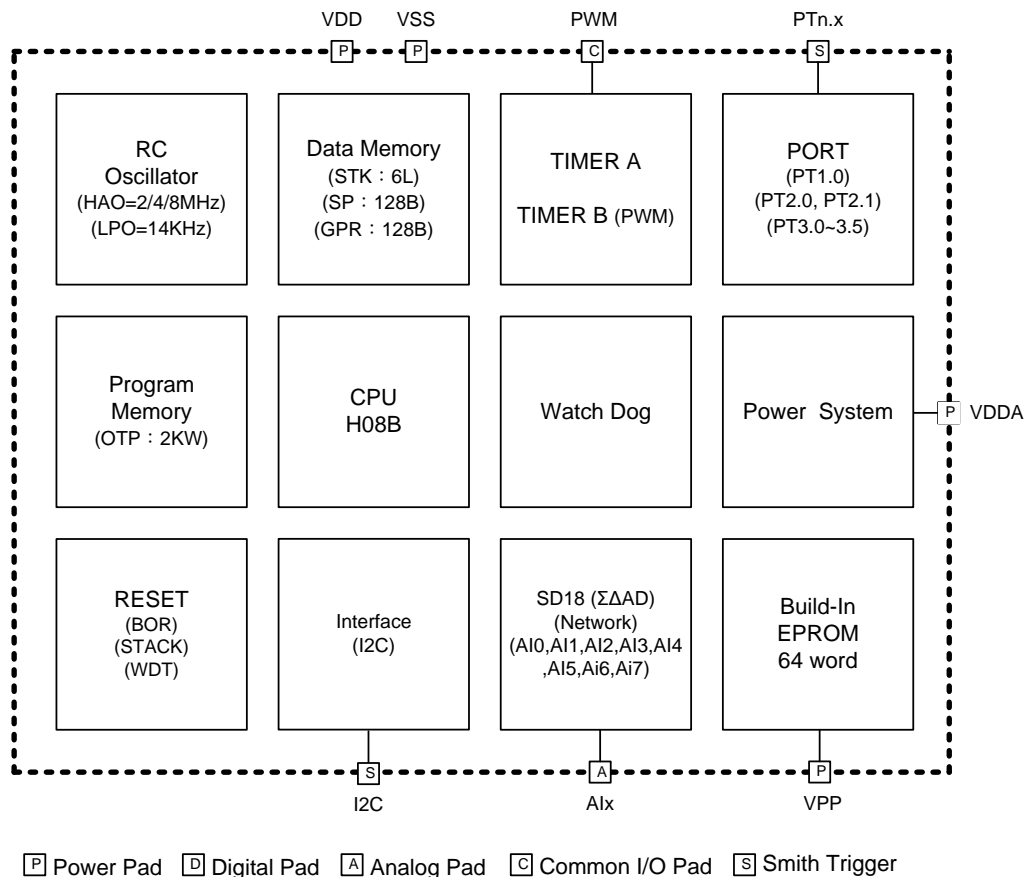 VDD VSS PWM PTn.x
P P C S
RC
Oscillator
(HAO=2/4/8MHz)
(LPO=14KHz)
Data Memory
(STK：6L)
(SP：128B)
(GPR：128B)
TIMER A
TIMER B (PWM)
PORT
(PT1.0)
(PT2.0, PT2.1)
(PT3.0~3.5)
Program
Memory
(OTP：2KW)
CPU
H08B
Watch Dog
Power System
P VDDA
RESET
(BOR)
(STACK)
(WDT)
Interface
(I2C)
SD18 (ΣΔAD)
(Network)
(AI0,AI1,AI2,AI3,AI4
,AI5,Ai6,Ai7)
Build-In
EPROM
64 word
S A P
I2C AIx VPP
P Power Pad D Digital Pad A Analog Pad C Common I/O Pad S Smith Trigger